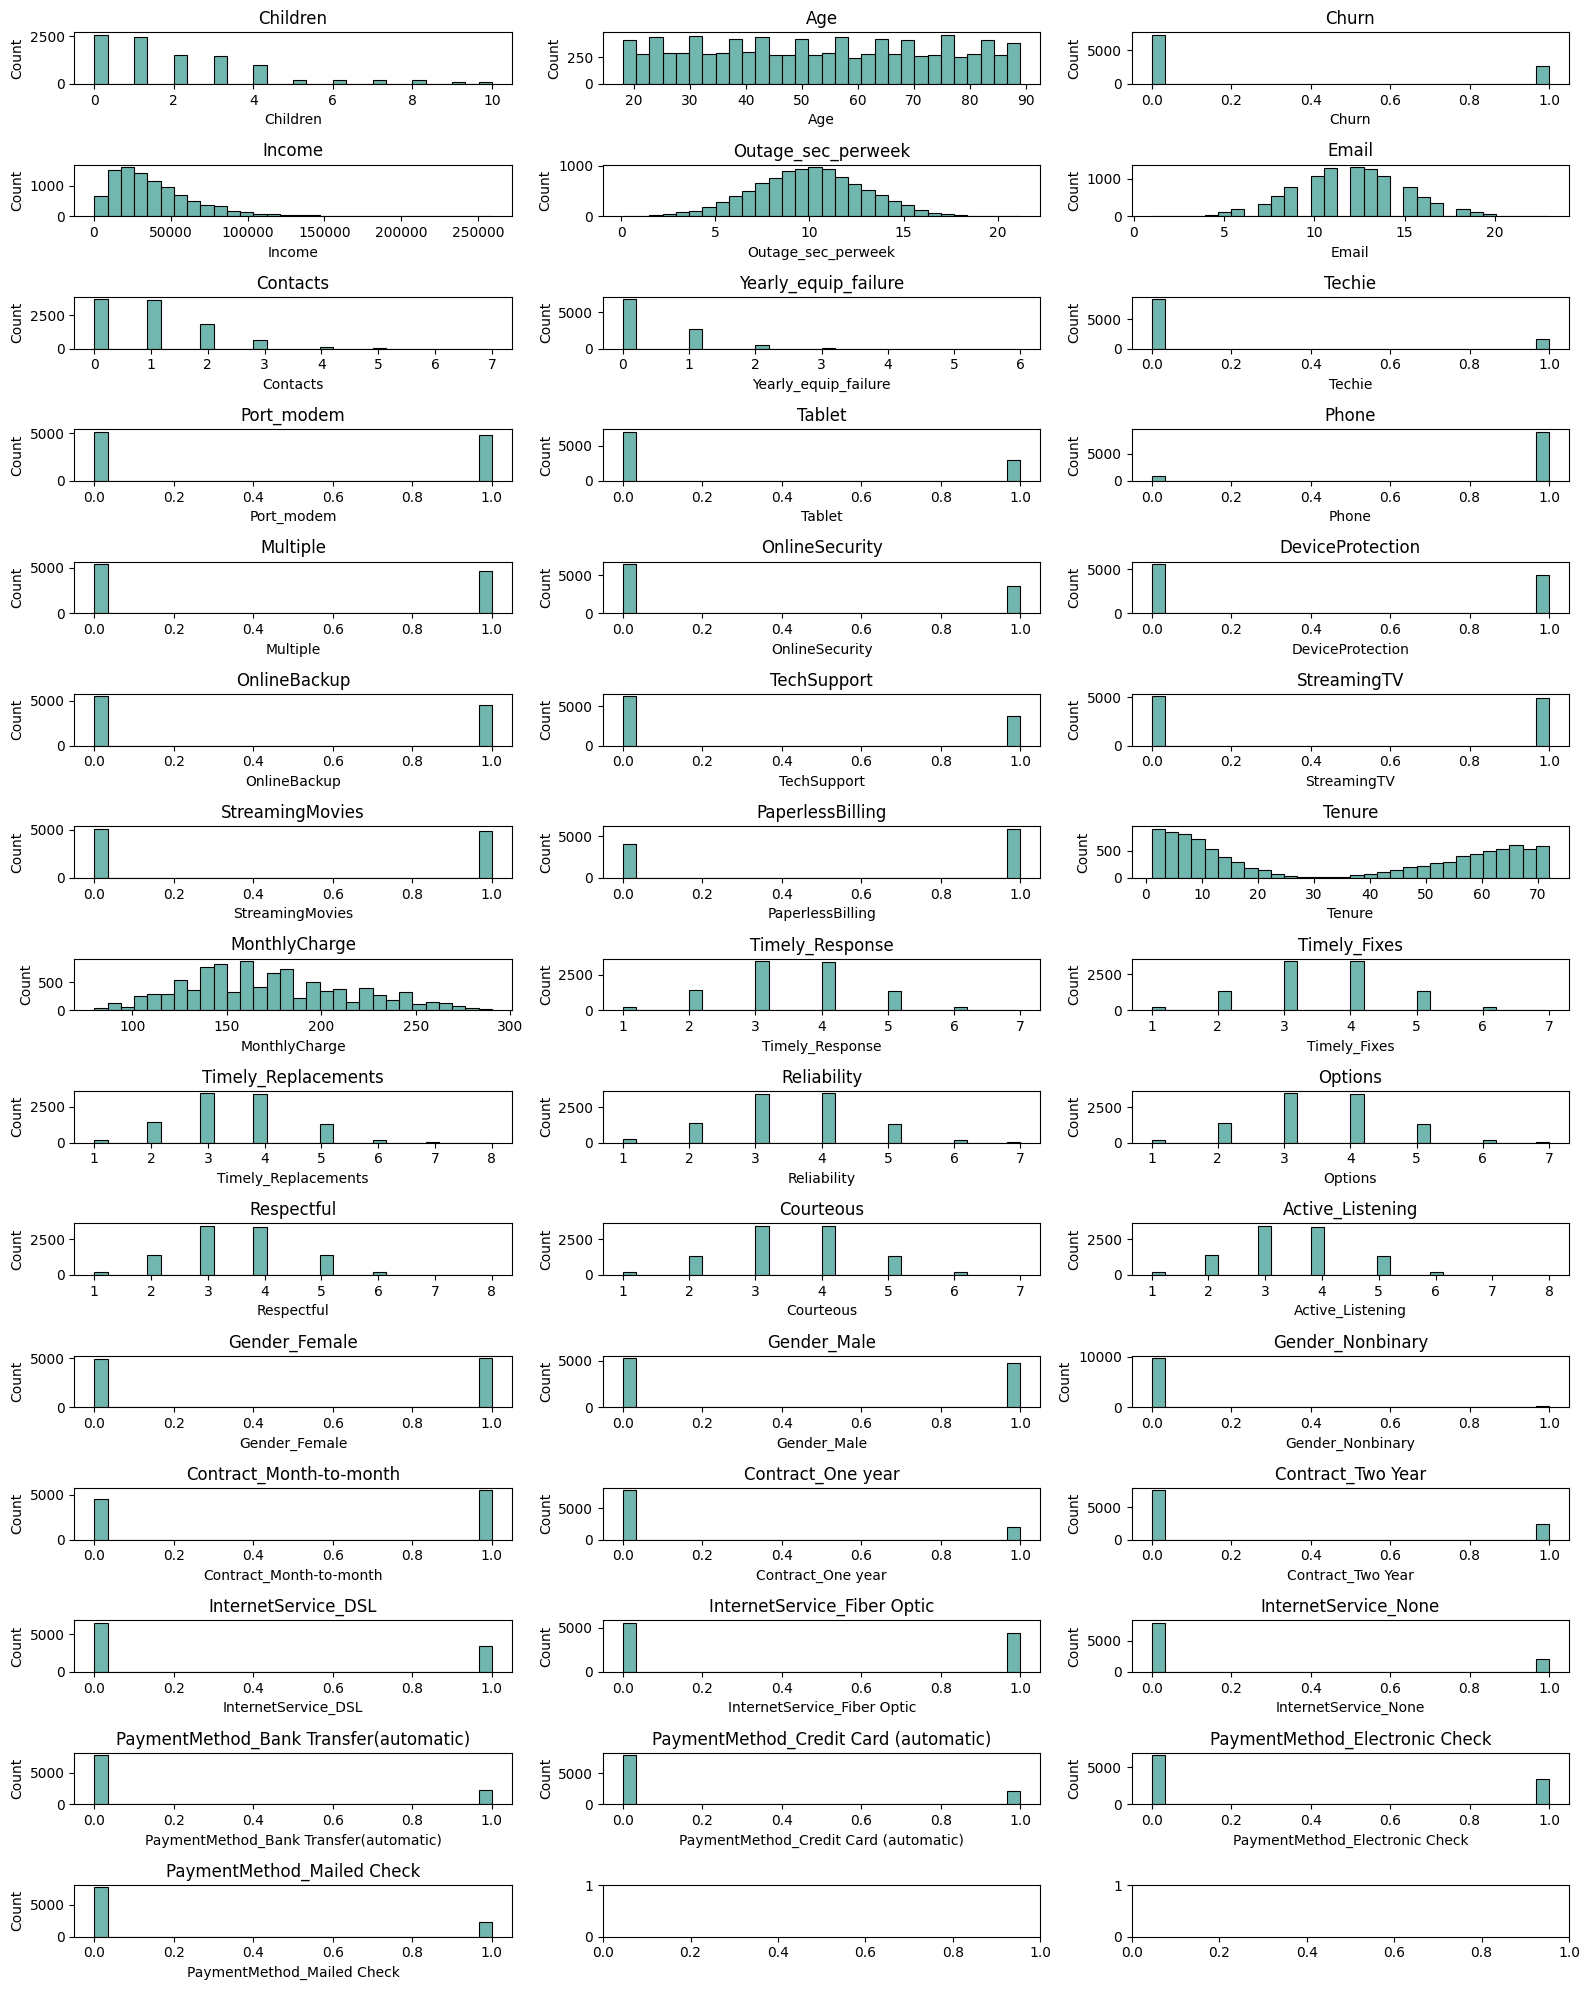 Children Age Churn
Count 2500 0 Count 250 0 Count 5000 0
0 2 4 6 8 10 20 30 40 50 60 70 80 90 0.0 0.2 0.4 0.6 0.8 1.0
Children Age Churn
Income Outage_sec_perweek Email
Count 1000 0 Count 1000 0 Count 1000 0
0 50000 100000 150000 200000 250000 0 5 10 15 20 0 5 10 15 20
Income Outage_sec_perweek Email
Contacts Yearly_equip_failure Techie
Count 2500 0 Count 5000 0 Count 5000 0
0 1 2 3 4 5 6 7 0 1 2 3 4 5 6 0.0 0.2 0.4 0.6 0.8 1.0
Contacts Yearly_equip_failure Techie
Port_modem Tablet Phone
Count 5000 0 Count 5000 0 Count 5000 0
0.0 0.2 0.4 0.6 0.8 1.0 0.0 0.2 0.4 0.6 0.8 1.0 0.0 0.2 0.4 0.6 0.8 1.0
Port_modem Tablet Phone
Multiple OnlineSecurity DeviceProtection
Count 5000 0 Count 5000 0 Count 5000 0
0.0 0.2 0.4 0.6 0.8 1.0 0.0 0.2 0.4 0.6 0.8 1.0 0.0 0.2 0.4 0.6 0.8 1.0
Multiple OnlineSecurity DeviceProtection
OnlineBackup TechSupport StreamingTV
Count 5000 0 Count 5000 0 Count 5000 0
0.0 0.2 0.4 0.6 0.8 1.0 0.0 0.2 0.4 0.6 0.8 1.0 0.0 0.2 0.4 0.6 0.8 1.0
OnlineBackup TechSupport StreamingTV
StreamingMovies PaperlessBilling Tenure
Count 5000 0 Count 5000 0 Count 500 0
0.0 0.2 0.4 0.6 0.8 1.0 0.0 0.2 0.4 0.6 0.8 1.0 0 10 20 30 40 50 60 70
StreamingMovies PaperlessBilling Tenure
MonthlyCharge Timely_Response Timely_Fixes
Count 500 0 Count 2500 0 Count 2500 0
100 150 200 250 300 1 2 3 4 5 6 7 1 2 3 4 5 6 7
MonthlyCharge Timely_Response Timely_Fixes
Timely_Replacements Reliability Options
Count 2500 0 Count 2500 0 Count 2500 0
1 2 3 4 5 6 7 8 1 2 3 4 5 6 7 1 2 3 4 5 6 7
Timely_Replacements Reliability Options
Respectful Courteous Active_Listening
Count 2500 0 Count 2500 0 Count 2500 0
1 2 3 4 5 6 7 8 1 2 3 4 5 6 7 1 2 3 4 5 6 7 8
Respectful Courteous Active_Listening
Gender_Female Gender_Male Gender_Nonbinary
Count 5000 0 Count 5000 0 Count 10000 0
0.0 0.2 0.4 0.6 0.8 1.0 0.0 0.2 0.4 0.6 0.8 1.0 0.0 0.2 0.4 0.6 0.8 1.0
Gender_Female Gender_Male Gender_Nonbinary
Contract_Month-to-month Contract_One year Contract_Two Year
Count 5000 0 Count 5000 0 Count 5000 0
0.0 0.2 0.4 0.6 0.8 1.0 0.0 0.2 0.4 0.6 0.8 1.0 0.0 0.2 0.4 0.6 0.8 1.0
Contract_Month-to-month Contract_One year Contract_Two Year
InternetService_DSL InternetService_Fiber Optic InternetService_None
Count 5000 0 Count 5000 0 Count 5000 0
0.0 0.2 0.4 0.6 0.8 1.0 0.0 0.2 0.4 0.6 0.8 1.0 0.0 0.2 0.4 0.6 0.8 1.0
InternetService_DSL InternetService_Fiber Optic InternetService_None
PaymentMethod_Bank Transfer(automatic) PaymentMethod_Credit Card (automatic) PaymentMethod_Electronic Check
Count 5000 0 Count 5000 0 Count 5000 0
0.0 0.2 0.4 0.6 0.8 1.0 0.0 0.2 0.4 0.6 0.8 1.0 0.0 0.2 0.4 0.6 0.8 1.0
PaymentMethod_Bank Transfer(automatic) PaymentMethod_Credit Card (automatic) PaymentMethod_Electronic Check
PaymentMethod_Mailed Check
Count 5000 0 1 0 1 0
0.0 0.2 0.4 0.6 0.8 1.0 0.0 0.2 0.4 0.6 0.8 1.0 0.0 0.2 0.4 0.6 0.8 1.0
PaymentMethod_Mailed Check